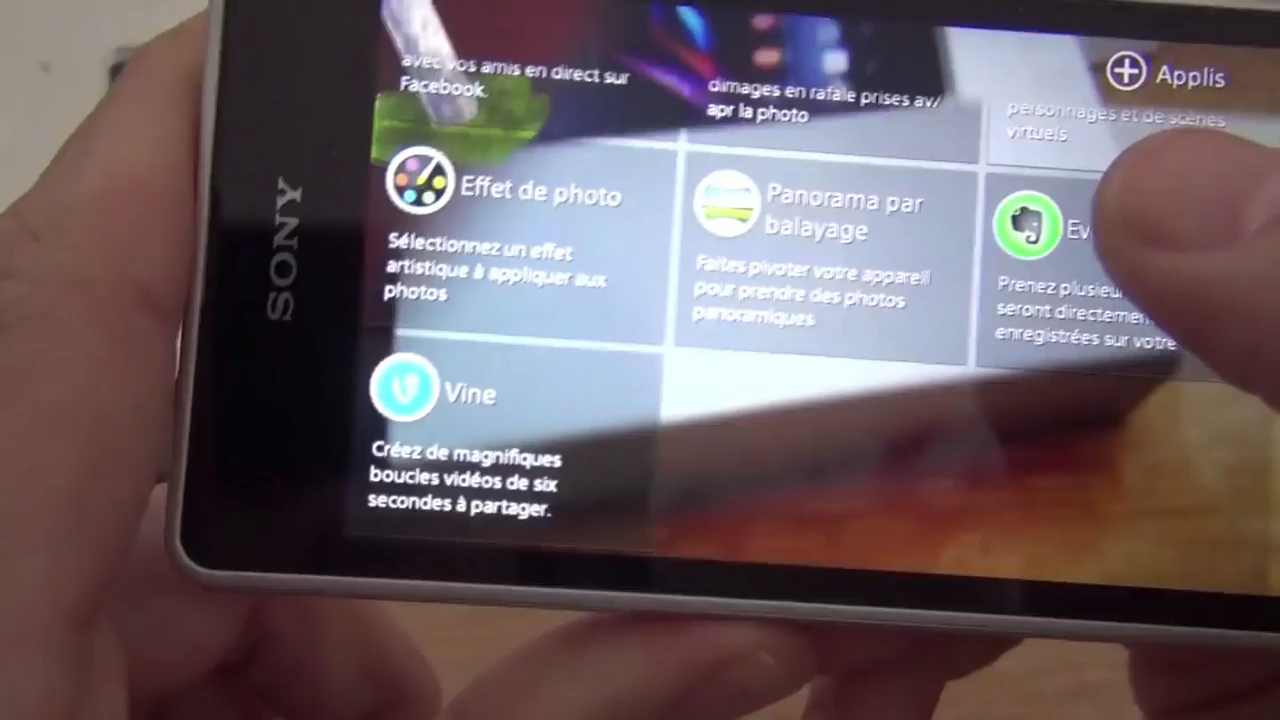 SONY
avec vos amis en direct sur
Facebook.
dimages en rafale prises av/
apr la photo
personnages et de scènes
virtuels.
Applis
Effet de photo
Sélectionnez un effet
artistique à appliquer aux
photos
Panorama par
balayage
Faites pivoter votre appareil
pour prendre des photos
panoramiques
Prenez
seront
enregistrées sur votre
Vine
Créez de magnifiques
boucles vidéos de six
secondes à partager.